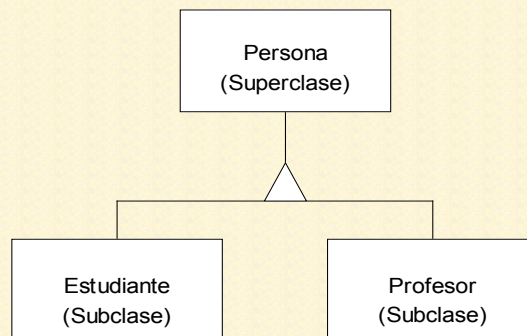 Persona
(Superclase)
Estudiante
(Subclase)
Profesor
(Subclase)